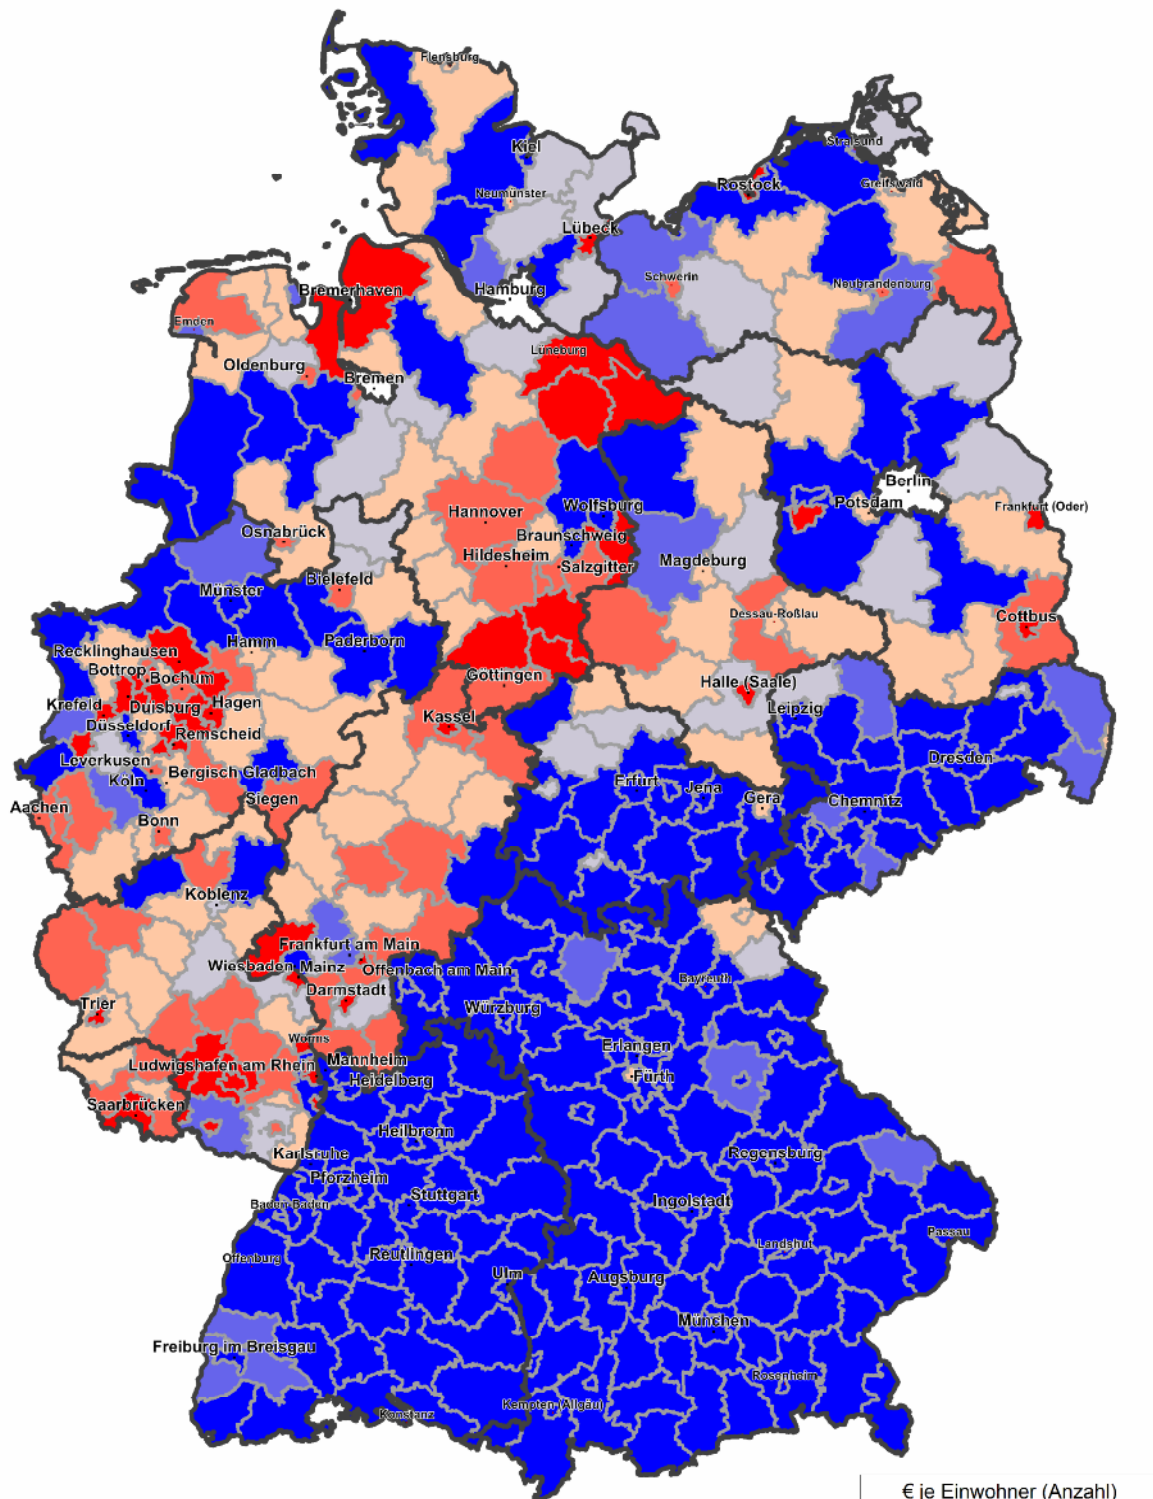 Flensburg
Kiel
Stralsund
Neumünster
Rostock
Greifswald
Lübeck
Schwerin
Neubrandenburg
Bremerhaven
Hamburg
Emden
Lüneburg
Oldenburg
Bremen
Berlin
Wolfsburg
Potsdam
Frankfurt (Oder)
Hannover
Osnabrück
Braunschweig
Hildesheim
Salzgitter
Magdeburg
Bielefeld
Münster
Dessau-Roßlau
Cottbus
Hamm
Paderborn
Recklinghausen
Bottrop
Bochum
Göttingen
Halle (Saale)
Krefeld
Duisburg
Hagen
Leipzig
Kassel
Düsseldorf
Remscheid
Leverkusen
Dresden
Köln
Bergisch Gladbach
Erfurt
Jena
Gera
Chemnitz
Aachen
Siegen
Bonn
Koblenz
Frankfurt am Main
Wiesbaden
Mainz
Offenbach am Main
Bayreuth
Darmstadt
Trier
Würzburg
Worms
Erlangen
Ludwigshafen am Rhein
Mannheim
Fürth
Heidelberg
Saarbrücken
Heilbronn
Karlsruhe
Regensburg
Pforzheim
Stuttgart
Ingolstadt
Baden-Baden
Passau
Offenburg
Reutlingen
Landshut
Ulm
Augsburg
München
Freiburg im Breisgau
Rosenheim
Kempten (Allgäu)
Konstanz
€ je Einwohner (Anzahl)